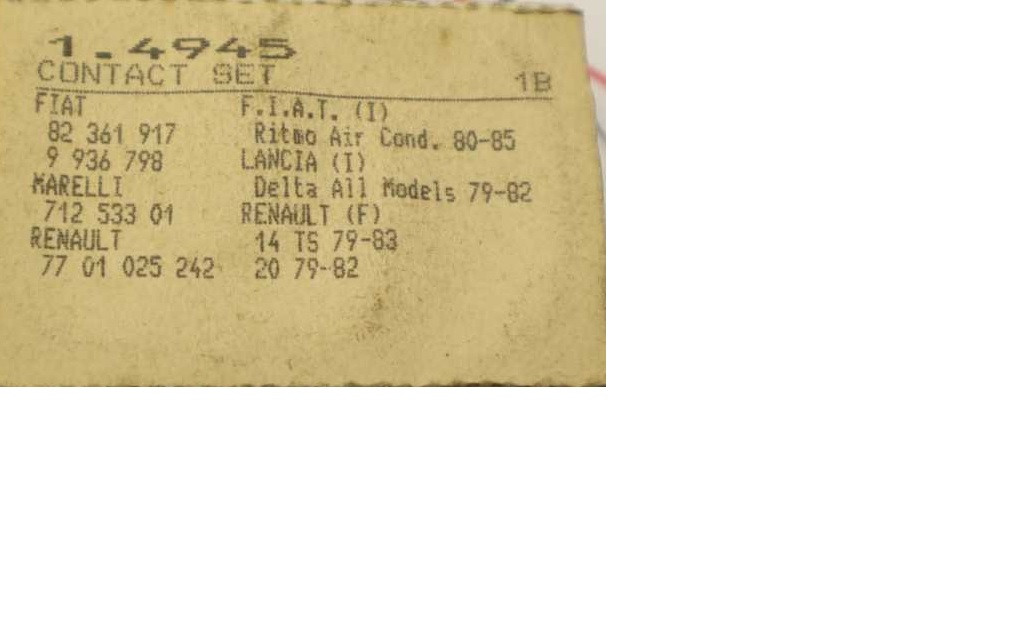 1.4945
CONTACT SET 1B
FIAT F.I.A.T. (I)
82 361 917 Ritmo Air Cond. 80-85
9 936 798 LANCIA (I)
MARELLI Delta All Models 79-82
712 533 01 RENAULT (F)
RENAULT 14 TS 79-83
77 01 025 242 20 79-82